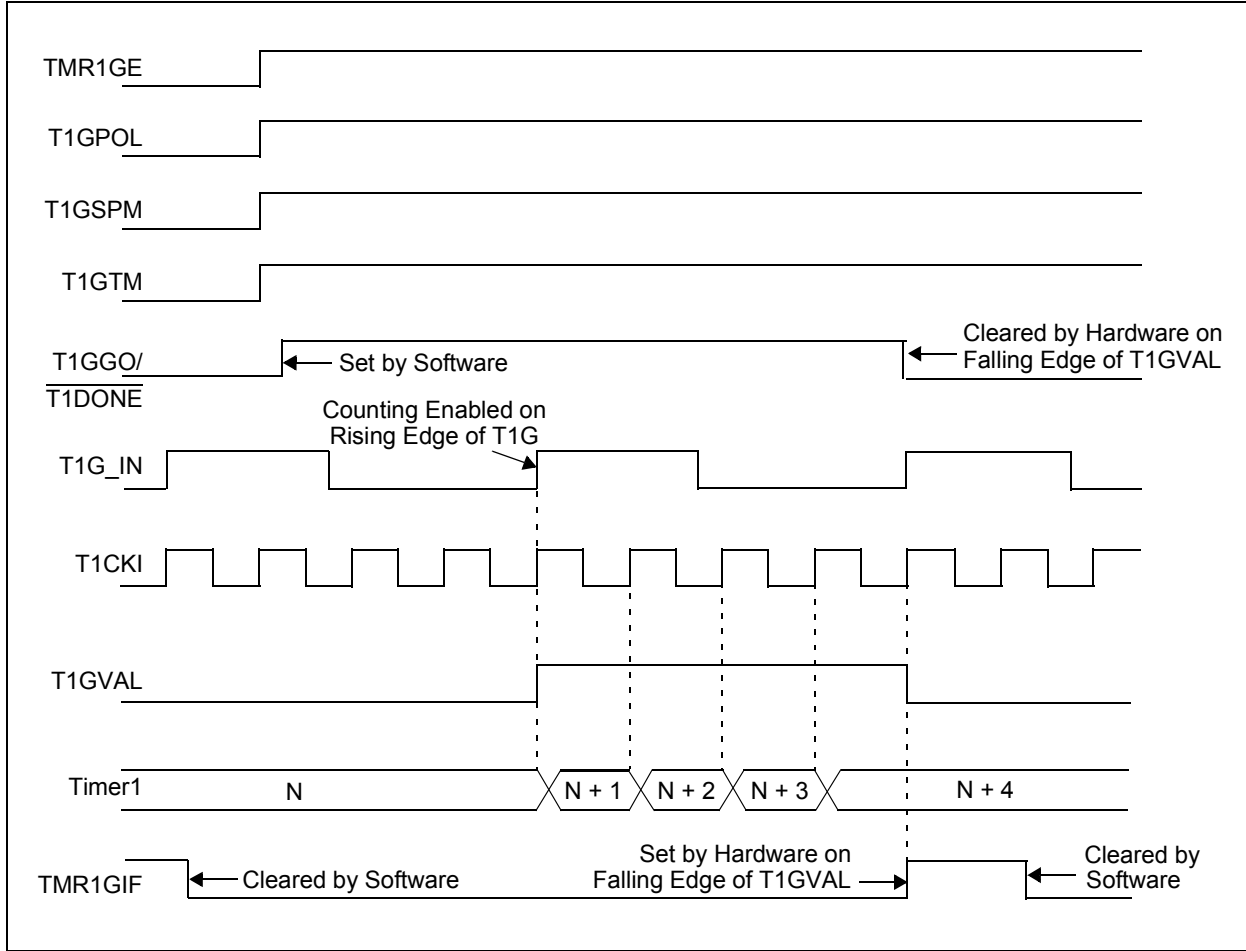 TMR1GE
T1GPOL
T1GSPM
T1GTM
T1GGO/
T1DONE
Set by Software
Cleared by Hardware on
Falling Edge of T1GVAL
Counting Enabled on
Rising Edge of T1G
T1G_IN
T1CKI
T1GVAL
Timer1
N
N + 1
N + 2
N + 3
N + 4
TMR1GIF
Cleared by Software
Set by Hardware on
Falling Edge of T1GVAL
Cleared by
Software